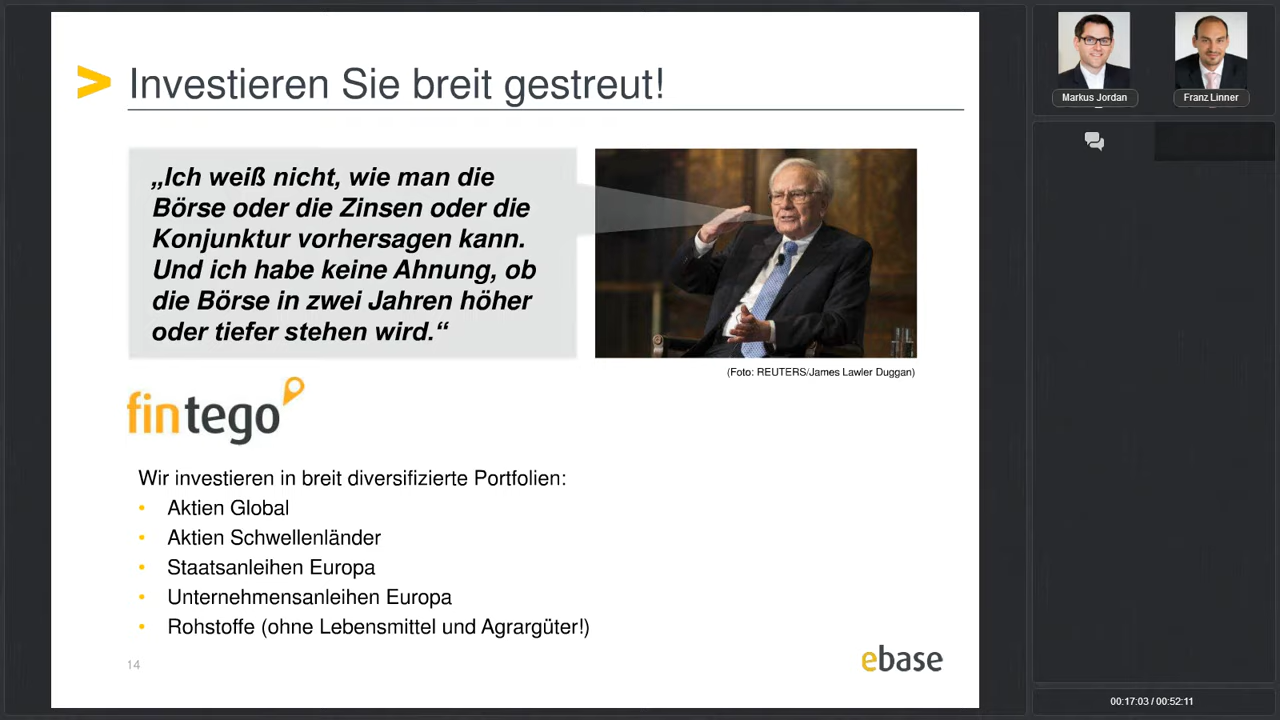 > Investieren Sie breit gestreut!
„Ich weiß nicht, wie man die
Börse oder die Zinsen oder die
Konjunktur vorhersagen kann.
Und ich habe keine Ahnung, ob
die Börse in zwei Jahren höher
oder tiefer stehen wird.“
(Foto: REUTERS/James Lawler Duggan)
fintego
Wir investieren in breit diversifizierte Portfolien:
• Aktien Global
• Aktien Schwellenländer
• Staatsanleihen Europa
• Unternehmensanleihen Europa
• Rohstoffe (ohne Lebensmittel und Agrargüter!)
14
ebase
Markus Jordan
Franz Linner
00:17:03 / 00:52:11